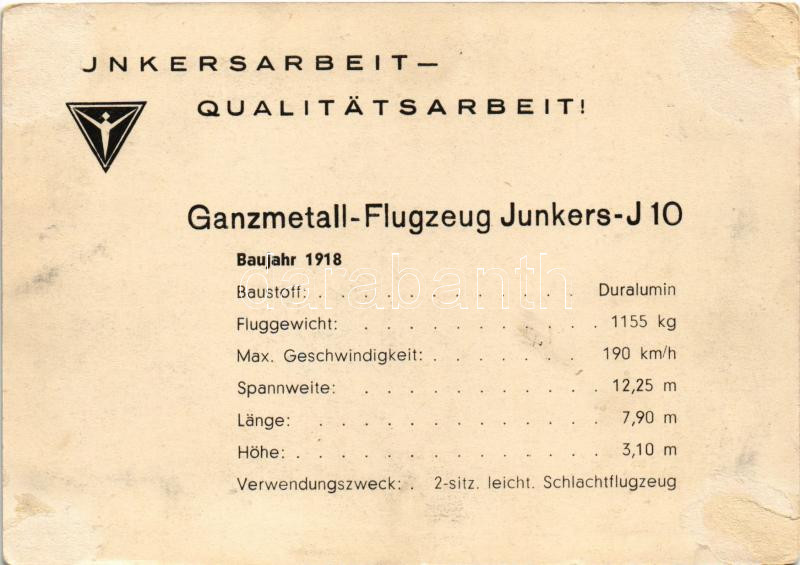 JNKERSARBEIT—
QUALITÄTSARBEIT!
Ganzmetall-Flugzeug Junkers-J 10
Baujahr 1918
Baustoff: . . . . . . . . . . . . Duralumin
Fluggewicht: . . . . . . . . . . . . 1155 kg
Max. Geschwindigkeit: . . . . . . . 190 km/h
Spannweite: . . . . . . . . . . . . 12,25 m
Länge: . . . . . . . . . . . . . . 7,90 m
Höhe: . . . . . . . . . . . . . . 3,10 m
Verwendungszweck: . 2-sitz. leicht. Schlachtflugzeug
darabanth